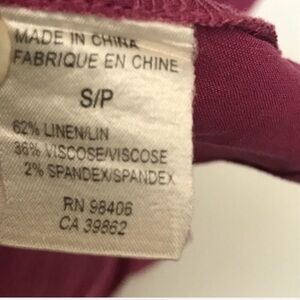 MADE IN CHINA
FABRIQUE EN CHINE
S/P
62% LINEN/LIN
36% VISCOSE/VISCOSE
2% SPANDEX/SPANDEX
RN 98406
CA 39862